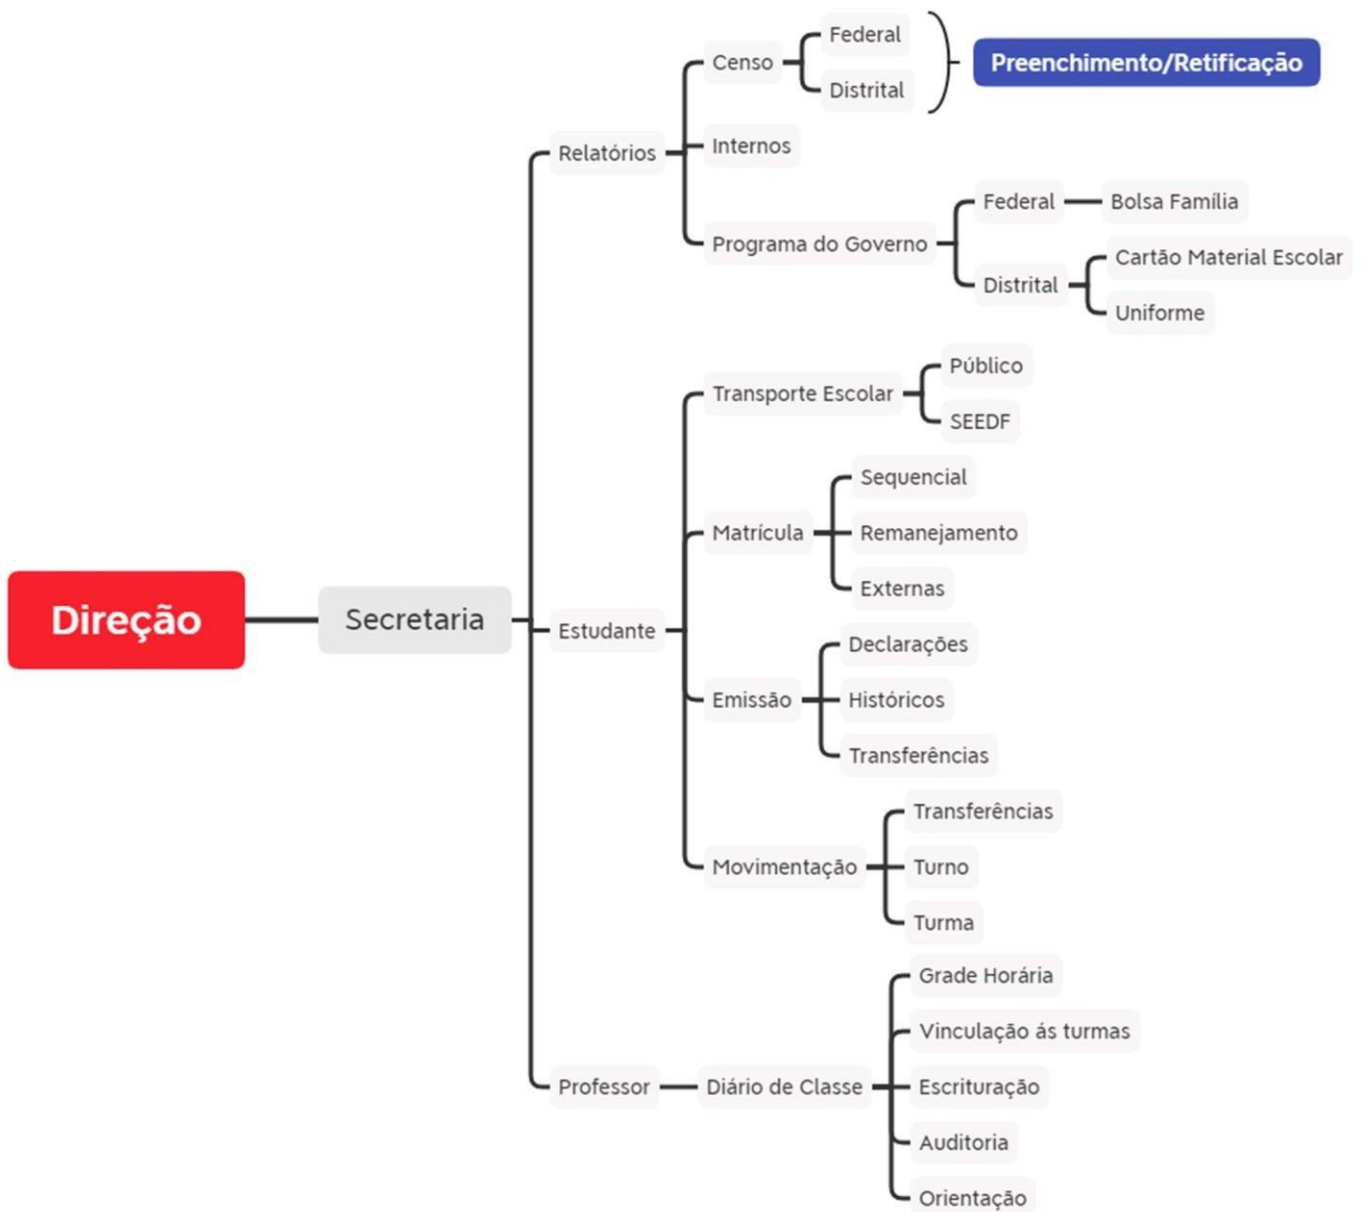 Direção
Secretaria
Relatórios
Censo
Federal
Distrital
Preenchimento/Retificação
Internos
Programa do Governo
Federal
Bolsa Família
Distrital
Cartão Material Escolar
Uniforme
Estudante
Transporte Escolar
Público
SEEDF
Matrícula
Sequencial
Remanejamento
Externas
Emissão
Declarações
Históricos
Transferências
Movimentação
Transferências
Turno
Turma
Professor
Diário de Classe
Grade Horária
Vinculação ás turmas
Escrituração
Auditoria
Orientação